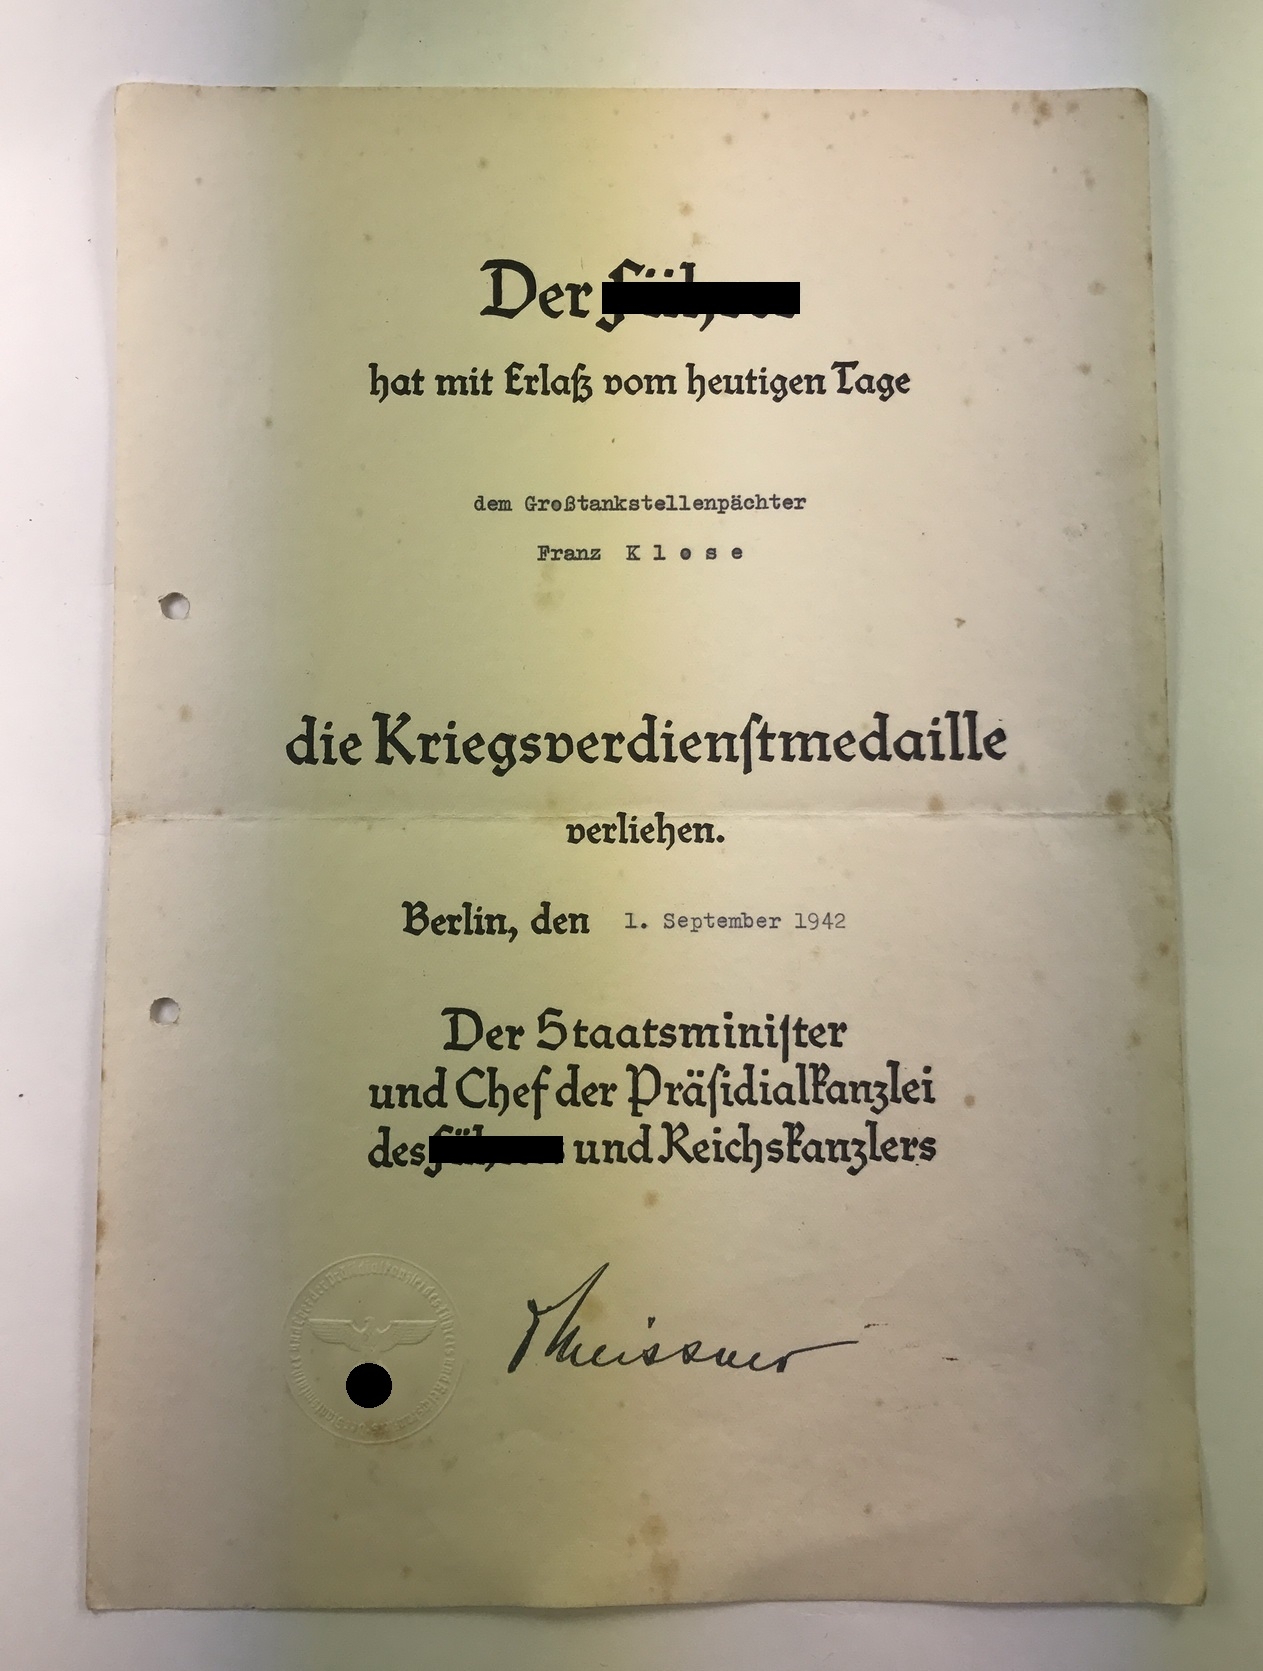 Der
hat mit Erlaß vom heutigen Tage
dem Großtankstellenpächter
Franz Klose
die Kriegsverdienſtmedaille
verliehen.
Berlin, den 1. September 1942
Der Staatsminiſter
und Chef der Präſidialkanzlei
des und Reichskanzlers
Meissner